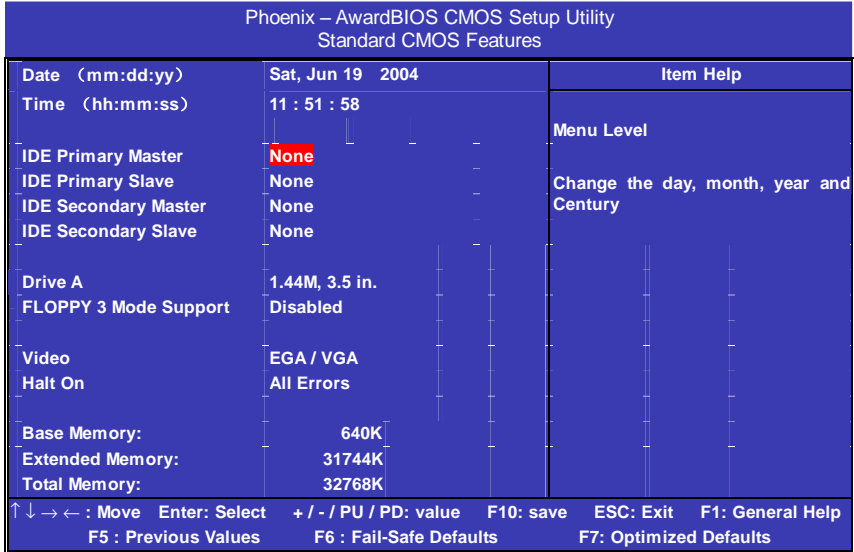 Phoenix – AwardBIOS CMOS Setup Utility
Standard CMOS Features
Date （mm:dd:yy） Sat, Jun 19 2004
Item Help
Time （hh:mm:ss） 11 : 51 : 58
Menu Level
IDE Primary Master None
IDE Primary Slave None
Change the day, month, year and
Century
IDE Secondary Master None
IDE Secondary Slave None
Drive A 1.44M, 3.5 in.
FLOPPY 3 Mode Support Disabled
Video EGA / VGA
Halt On All Errors
Base Memory: 640K
Extended Memory: 31744K
Total Memory: 32768K
↑↓→← : Move Enter: Select + / - / PU / PD: value F10: save ESC: Exit F1: General Help
F5 : Previous Values F6 : Fail-Safe Defaults F7: Optimized Defaults